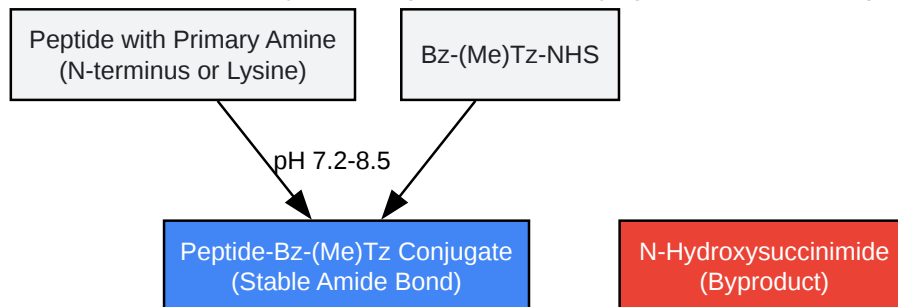 Peptide with Primary Amine
(N-terminus or Lysine)
Bz-(Me)Tz-NHS
pH 7.2-8.5
Peptide-Bz-(Me)Tz Conjugate
(Stable Amide Bond)
N-Hydroxysuccinimide
(Byproduct)